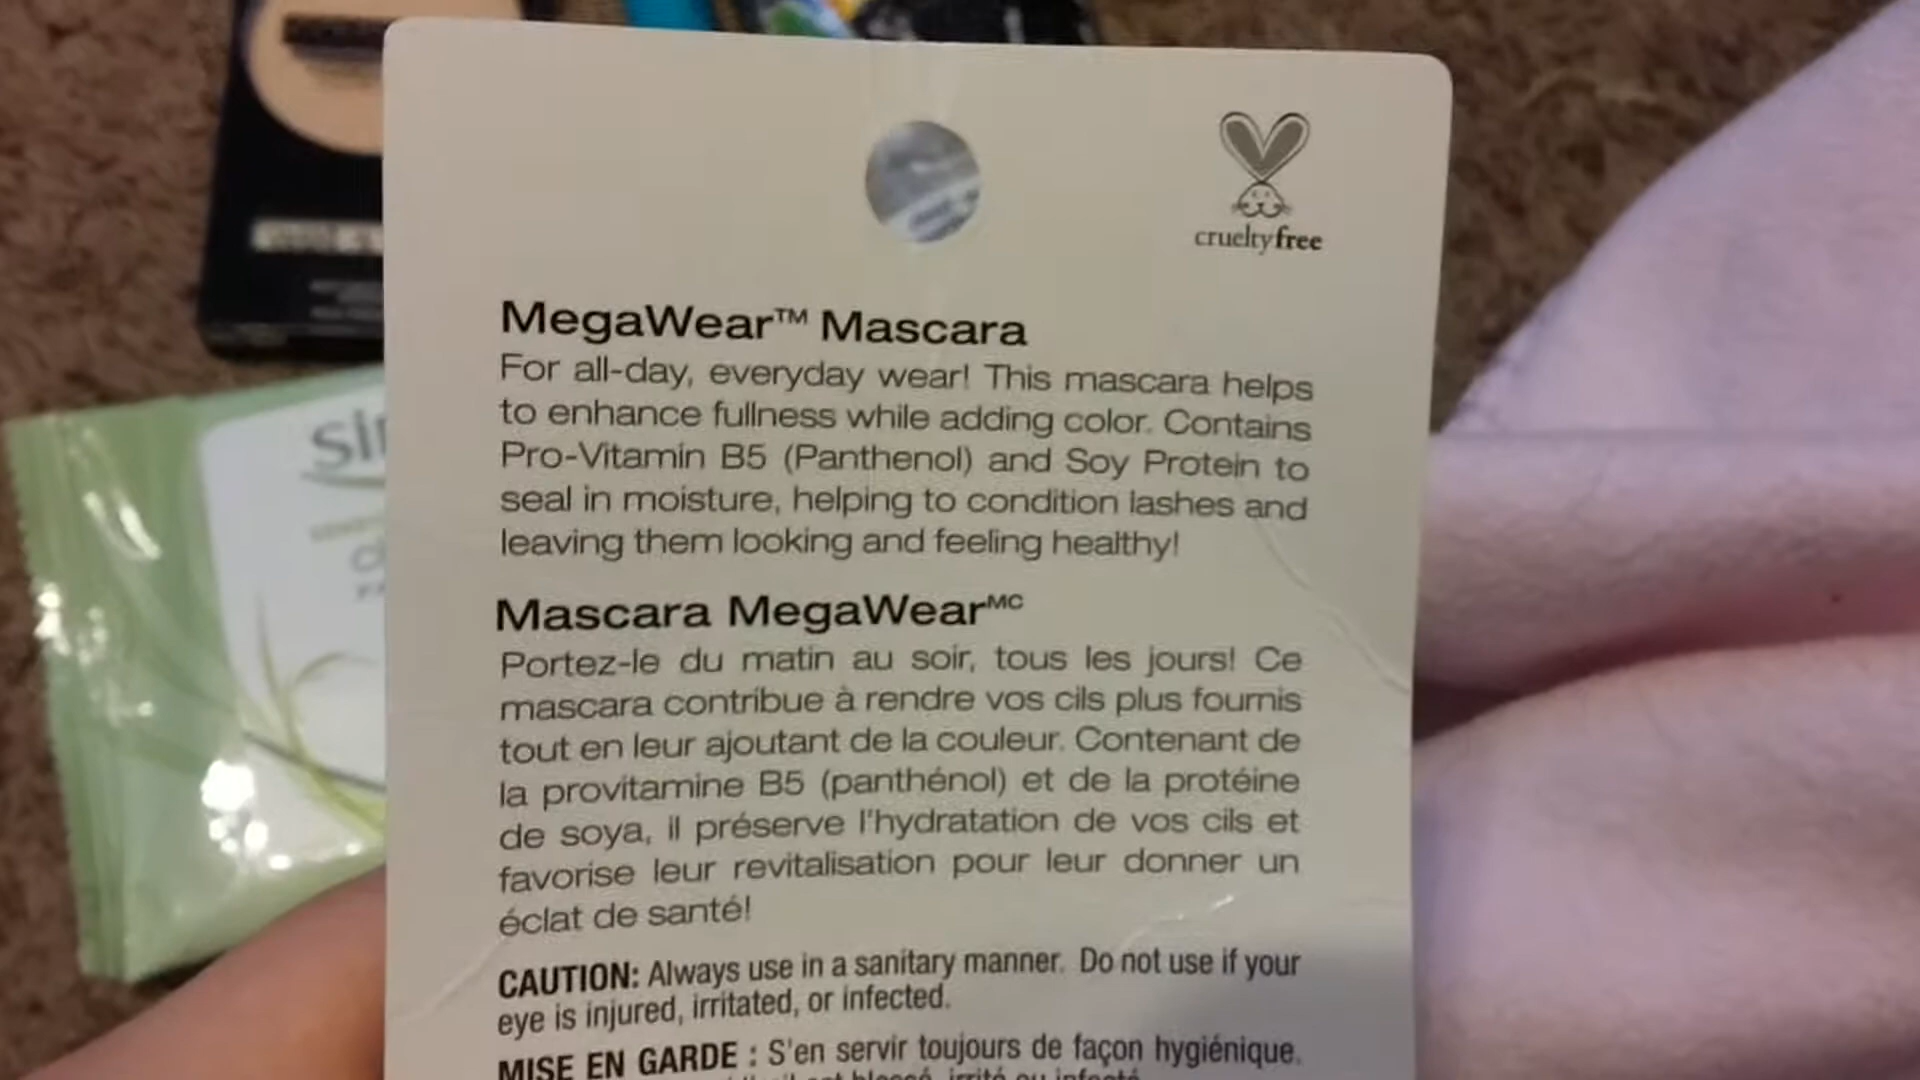 crueltyfree
MegaWear™ Mascara
For all-day, everyday wear! This mascara helps
to enhance fullness while adding color. Contains
Pro-Vitamin B5 (Panthenol) and Soy Protein to
seal in moisture, helping to condition lashes and
leaving them looking and feeling healthy!
Mascara MegaWearᴹᶜ
Portez-le du matin au soir, tous les jours! Ce
mascara contribue à rendre vos cils plus fournis
tout en leur ajoutant de la couleur. Contenant de
la provitamine B5 (panthénol) et de la protéine
de soya, il préserve l'hydratation de vos cils et
favorise leur revitalisation pour leur donner un
éclat de santé!
CAUTION: Always use in a sanitary manner. Do not use if your
eye is injured, irritated, or infected.
MISE EN GARDE : S'en servir toujours de façon hygiénique.
irrité ou infecté